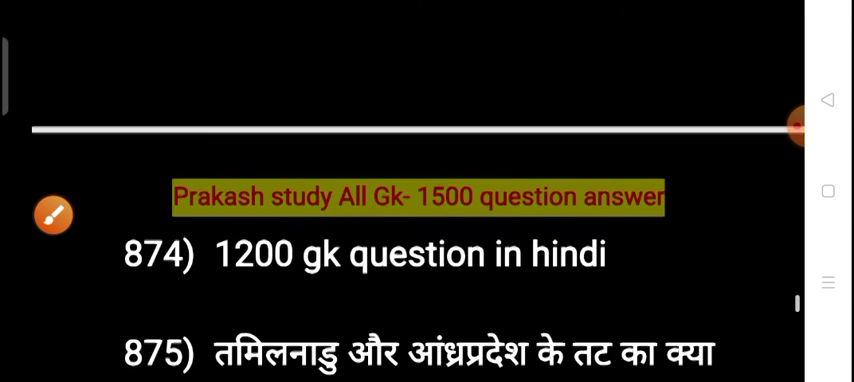 Prakash study All Gk- 1500 question answer
874) 1200 gk question in hindi
875) तमिलनाडु और आंध्रप्रदेश के तट का क्या